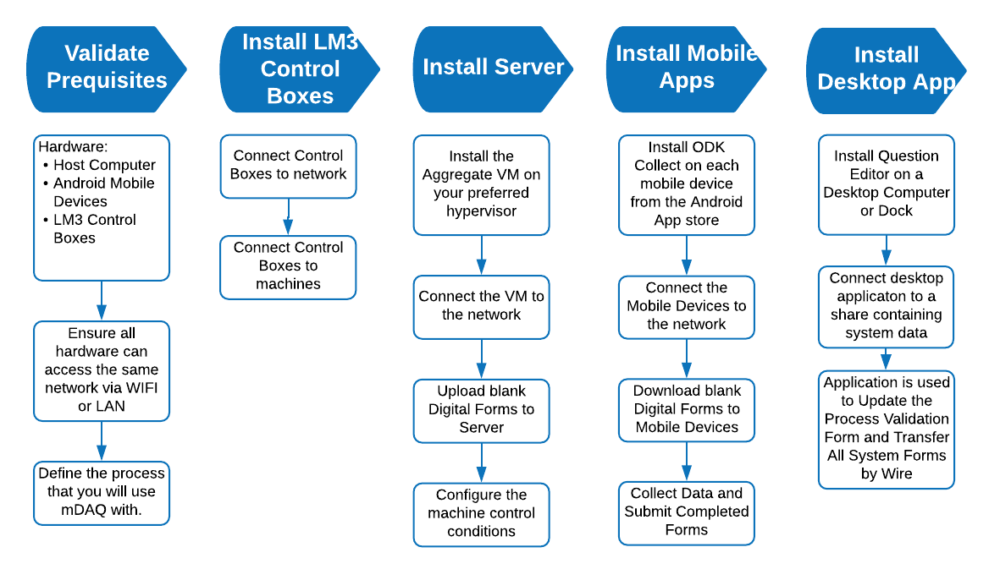 Validate
Prequisites
Hardware:
• Host Computer
• Android Mobile
Devices
• LM3 Control
Boxes
Ensure all
hardware can
access the same
network via WIFI
or LAN
Define the process
that you will use
mDAQ with.
Install LM3
Control
Boxes
Connect Control
Boxes to network
Connect Control
Boxes to
machines
Install Server
Install the
Aggregate VM on
your preferred
hypervisor
Connect the VM to
the network
Upload blank
Digital Forms to
Server
Configure the
machine control
conditions
Install Mobile
Apps
Install ODK
Collect on each
mobile device
from the Android
App store
Connect the
Mobile Devices to
the network
Download blank
Digital Forms to
Mobile Devices
Collect Data and
Submit Completed
Forms
Install
Desktop App
Install Question
Editor on a
Desktop Computer
or Dock
Connect desktop
applicaton to a
share containing
system data
Application is used
to Update the
Process Validation
Form and Transfer
All System Forms
by Wire